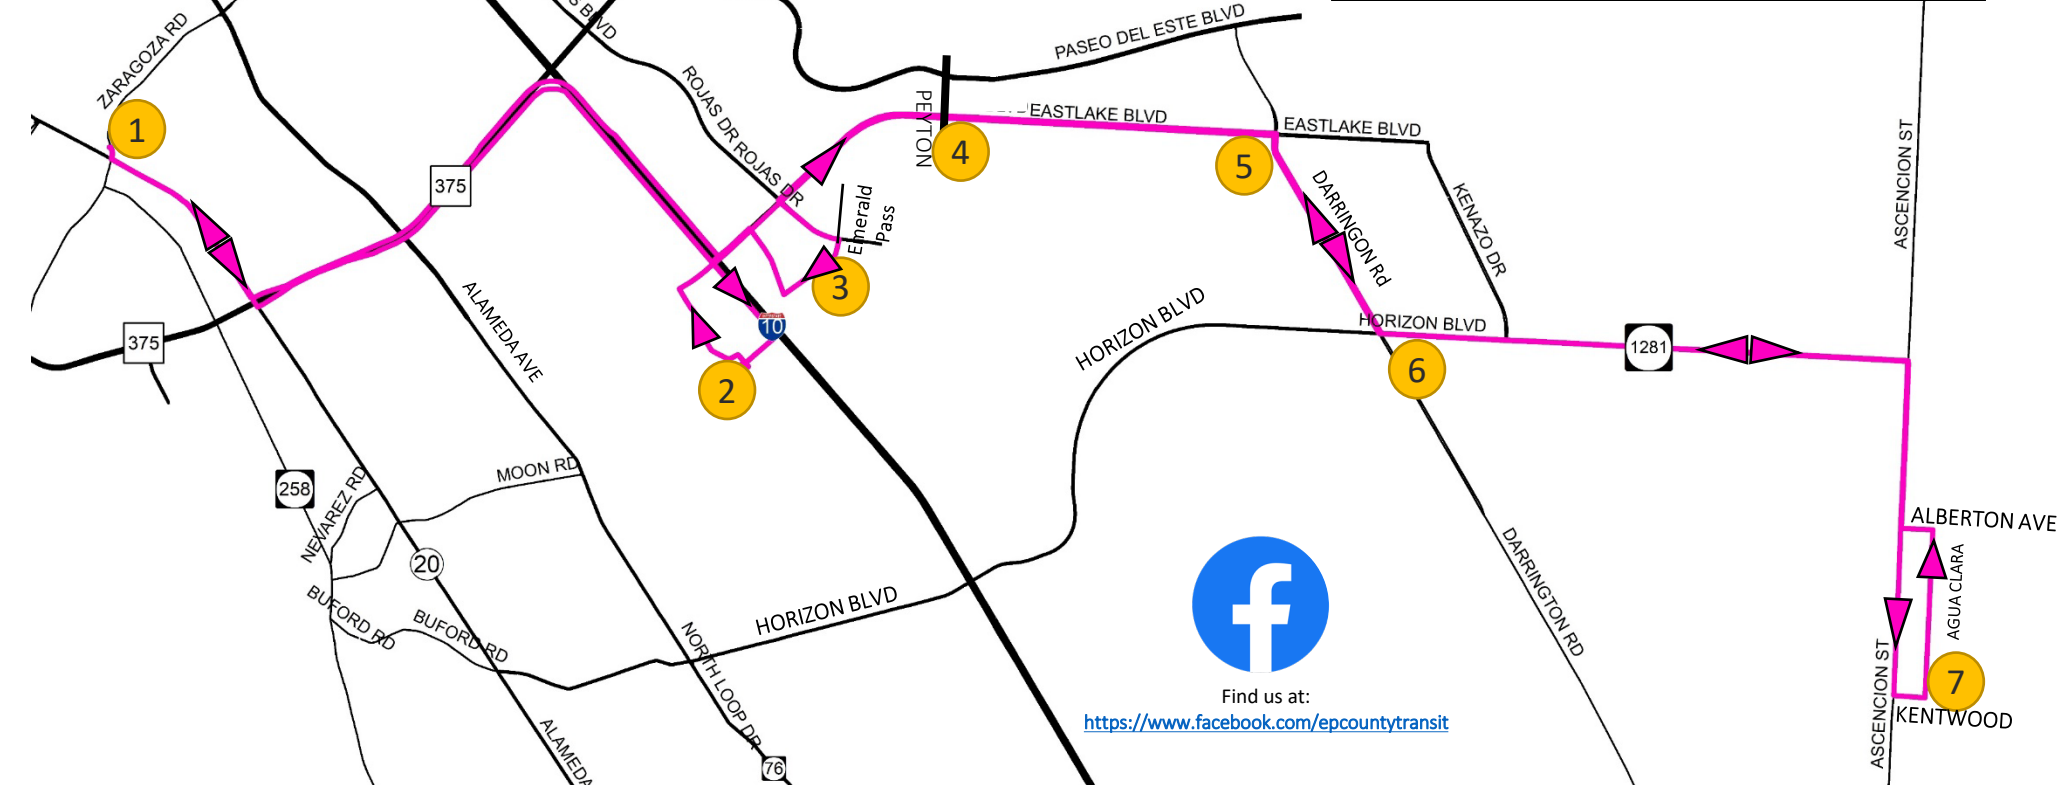 S BLVD
ZARAGOZA RD
PASEO DEL ESTE BLVD
ROJAS DR
ROJAS DR
PEYTON
EASTLAKE BLVD
EASTLAKE BLVD
1
4
5
375
Emerald
Pass
DARRINGON Rd
KENAZO DR
ASCENCION ST
3
10
375
ALAMEDA AVE
HORIZON BLVD
HORIZON BLVD
1281
2
6
MOON RD
258
NEVAREZ RD
20
ALBERTON AVE
AGUA CLARA
DARRINGTON RD
BUFORD RD
BUFORD RD
HORIZON BLVD
NORTH LOOP DR
7
KENTWOOD
ASCENCION ST
ALAMEDA
76
f
Find us at:
https://www.facebook.com/epcountytransit